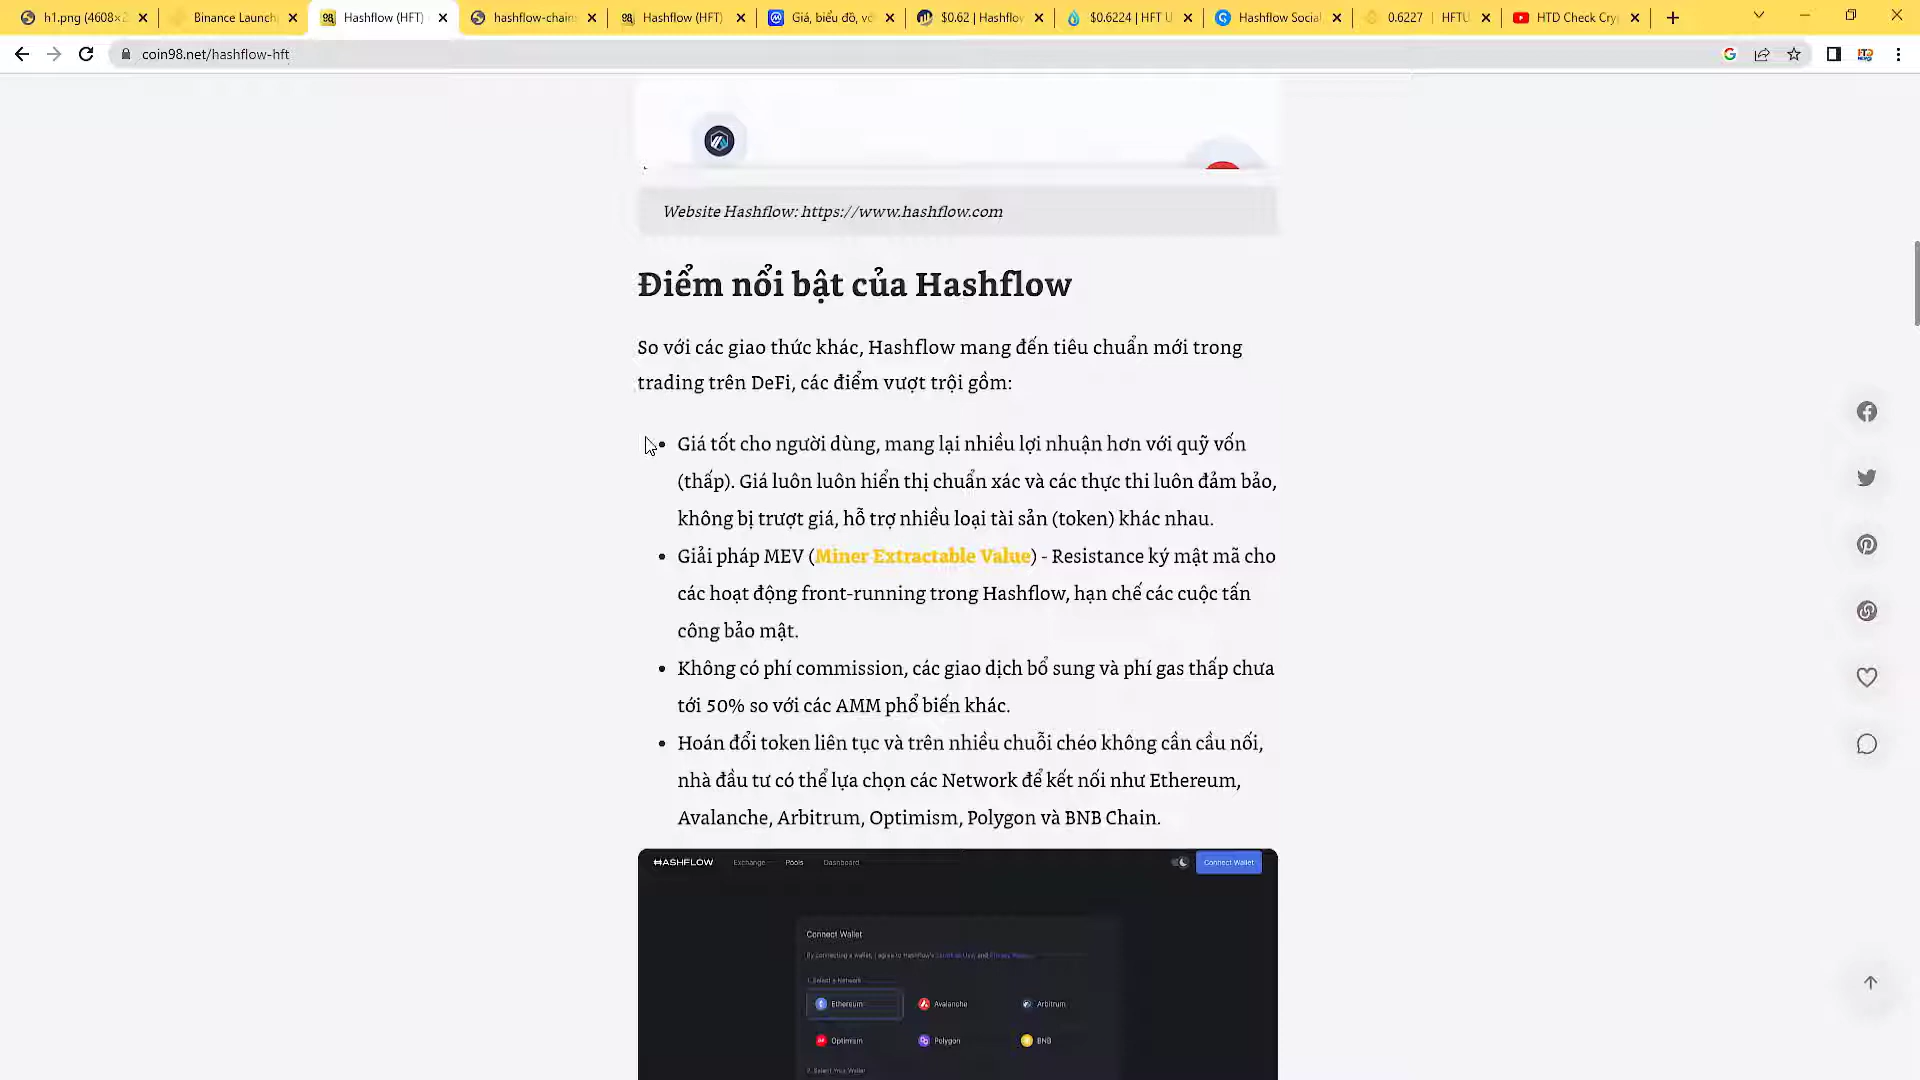 h1.png (4608×2
Binance Launch
Hashflow (HFT)
hashflow-chain
Hashflow (HFT)
Giá, biểu đồ, vố
$0.62 | Hashflo
$0.6224 | HFT U
Hashflow Social
0.6227 | HFTU
HTD Check Cry
coin98.net/hashflow-hft
Website Hashflow: https://www.hashflow.com
Điểm nổi bật của Hashflow
So với các giao thức khác, Hashflow mang đến tiêu chuẩn mới trong
trading trên DeFi, các điểm vượt trội gồm:
Giá tốt cho người dùng, mang lại nhiều lợi nhuận hơn với quỹ vốn
(thấp). Giá luôn luôn hiển thị chuẩn xác và các thực thi luôn đảm bảo,
không bị trượt giá, hỗ trợ nhiều loại tài sản (token) khác nhau.
Giải pháp MEV (Miner Extractable Value) - Resistance ký mật mã cho
các hoạt động front-running trong Hashflow, hạn chế các cuộc tấn
công bảo mật.
Không có phí commission, các giao dịch bổ sung và phí gas thấp chưa
tới 50% so với các AMM phổ biến khác.
Hoán đổi token liên tục và trên nhiều chuỗi chéo không cần cầu nối,
nhà đầu tư có thể lựa chọn các Network để kết nối như Ethereum,
Avalanche, Arbitrum, Optimism, Polygon và BNB Chain.
HASHFLOW Exchange Pools Dashboard Connect Wallet
Connect Wallet
By connecting a wallet, I agree to Hashflow's and
1. Select a Network
Ethereum Avalanche Arbitrum
Optimism Polygon BNB
2. Select Your Wallet